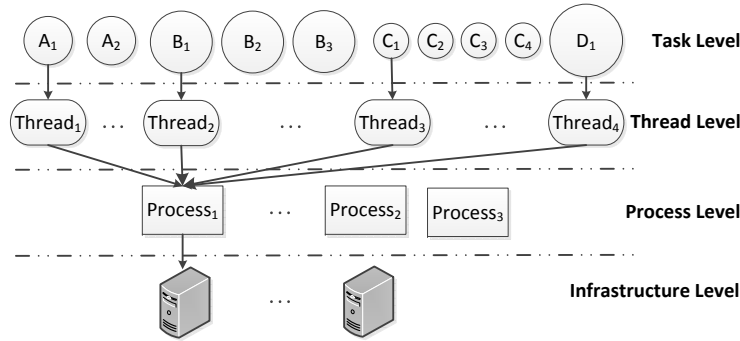 A₁ A₂ B₁ B₂ B₃ C₁ C₂ C₃ C₄ D₁ Task Level
Thread₁ ... Thread₂ ... Thread₃ ... Thread₄ Thread Level
Process₁ ... Process₂ Process₃ Process Level
... Infrastructure Level